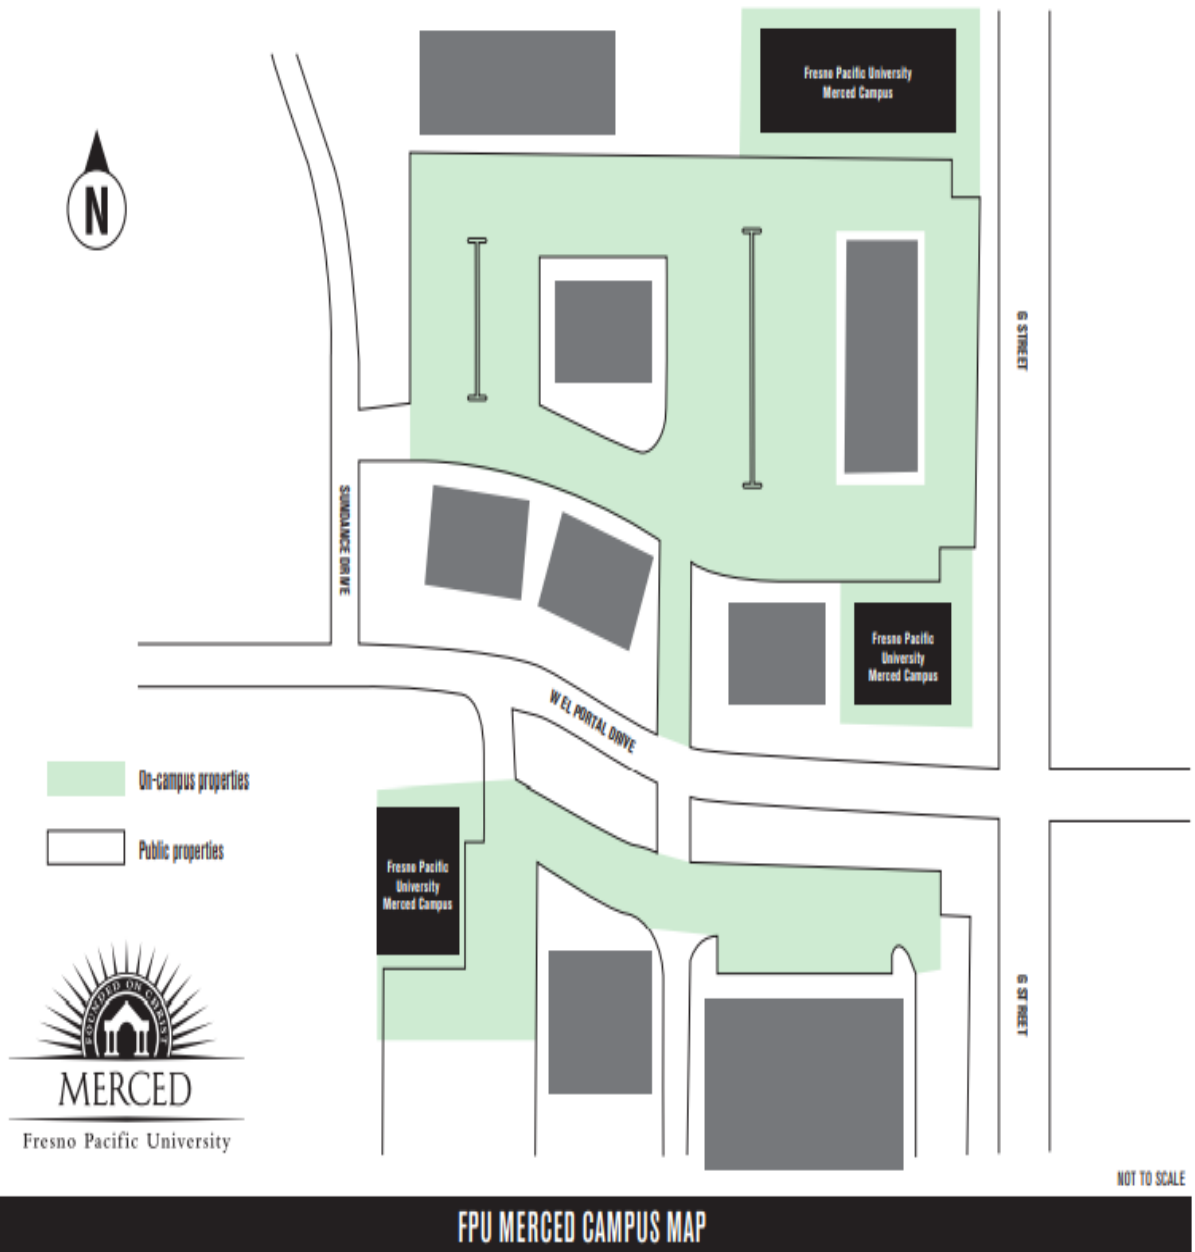 Fresno Pacific University
Merced Campus
N
G STREET
SUNDANCE DRIVE
Fresno Pacific
University
Merced Campus
W EL PORTAL DRIVE
On-campus properties
Public properties
Fresno Pacific
University
Merced Campus
G STREET
FOUNDED ON CHRIST
MERCED
Fresno Pacific University
NOT TO SCALE
FPU MERCED CAMPUS MAP